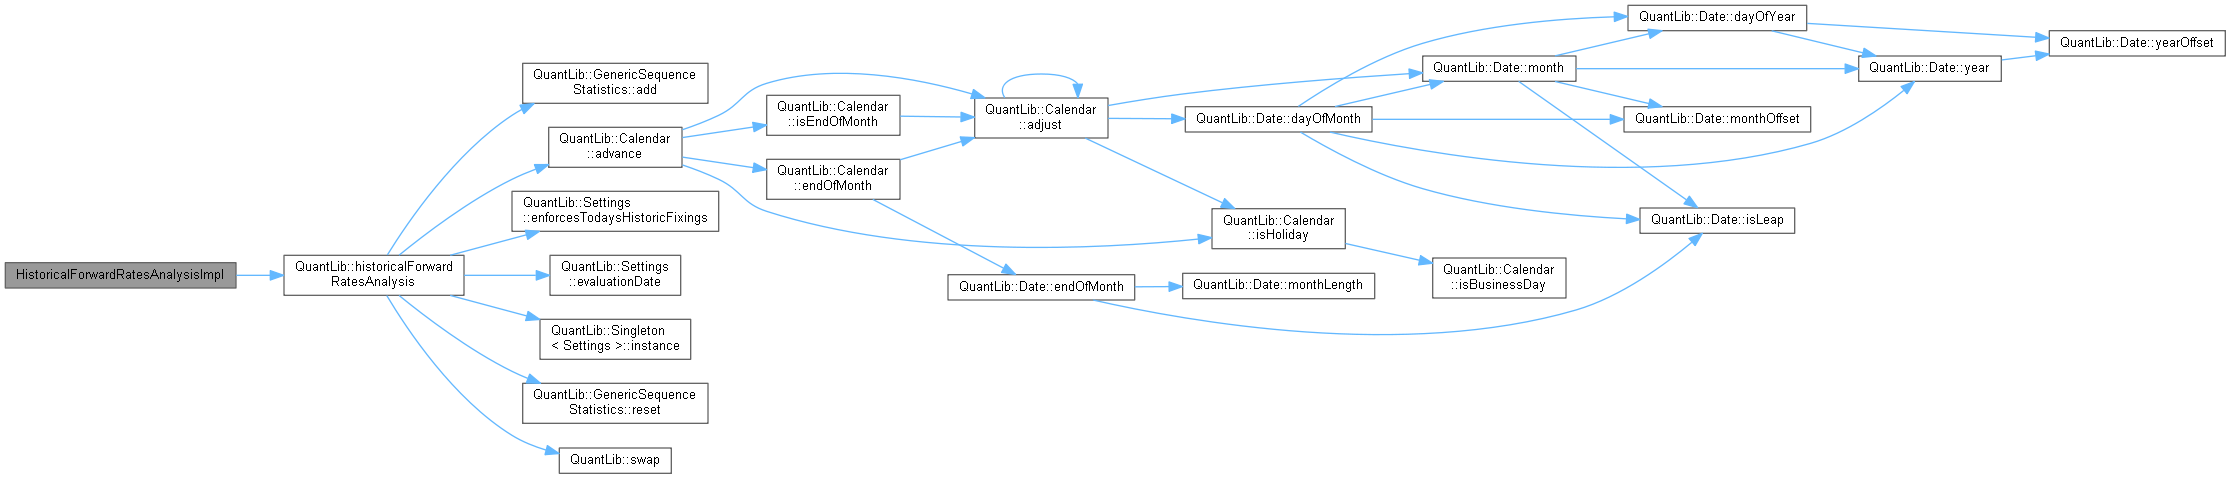 HistoricalForwardRatesAnalysisImpl
QuantLib::historicalForward
RatesAnalysis
QuantLib::GenericSequence
Statistics::add
QuantLib::Calendar
::advance
QuantLib::Settings
::enforcesTodaysHistoricFixings
QuantLib::Settings
::evaluationDate
QuantLib::Singleton
< Settings >::instance
QuantLib::GenericSequence
Statistics::reset
QuantLib::swap
QuantLib::Calendar
::isEndOfMonth
QuantLib::Calendar
::endOfMonth
QuantLib::Calendar
::adjust
QuantLib::Date::endOfMonth
QuantLib::Date::dayOfMonth
QuantLib::Calendar
::isHoliday
QuantLib::Date::monthLength
QuantLib::Date::month
QuantLib::Calendar
::isBusinessDay
QuantLib::Date::dayOfYear
QuantLib::Date::monthOffset
QuantLib::Date::isLeap
QuantLib::Date::year
QuantLib::Date::yearOffset